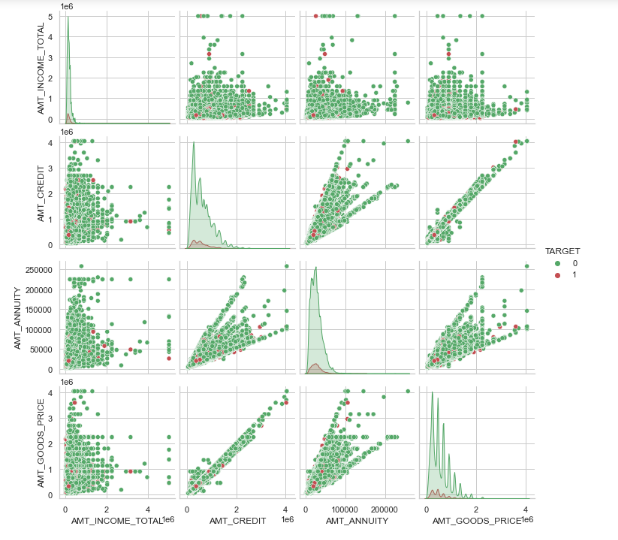 1e6
5
4
3
2
1
0
AMT_INCOME_TOTAL
1e6
4
3
2
1
0
AMT_CREDIT
250000
200000
150000
100000
50000
0
AMT_ANNUITY
TARGET
0
1
1e6
4
3
2
1
0
AMT_GOODS_PRICE
0 2 4 0 2 4 0 100000 200000 0 2 4
AMT_INCOME_TOTAL 1e6 AMT_CREDIT 1e6 AMT_ANNUITY AMT_GOODS_PRICE 1e6